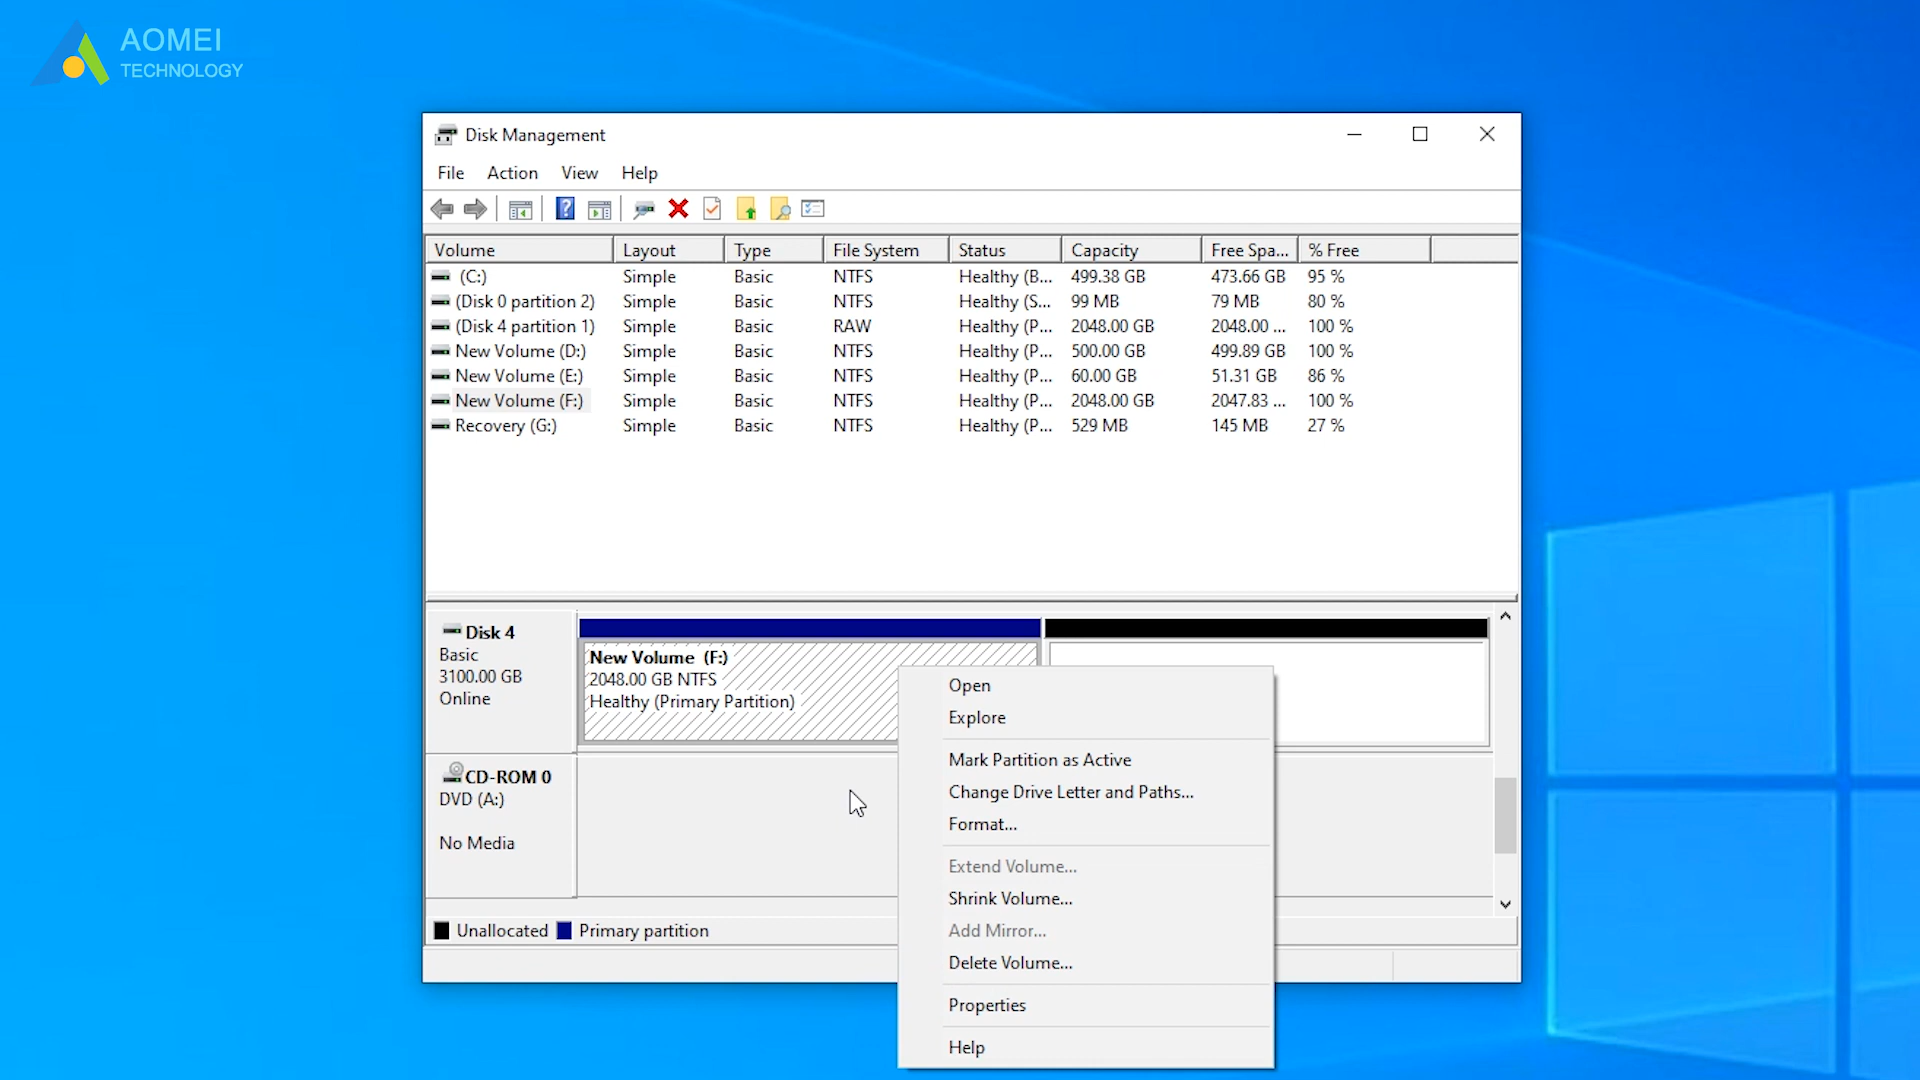 AOMEI
TECHNOLOGY
Disk Management
File Action View Help
Volume Layout Type File System Status Capacity Free Spa... % Free
(C:) Simple Basic NTFS Healthy (B... 499.38 GB 473.66 GB 95 %
(Disk 0 partition 2) Simple Basic NTFS Healthy (S... 99 MB 79 MB 80 %
(Disk 4 partition 1) Simple Basic RAW Healthy (P... 2048.00 GB 2048.00 ... 100 %
New Volume (D:) Simple Basic NTFS Healthy (P... 500.00 GB 499.89 GB 100 %
New Volume (E:) Simple Basic NTFS Healthy (P... 60.00 GB 51.31 GB 86 %
New Volume (F:) Simple Basic NTFS Healthy (P... 2048.00 GB 2047.83 ... 100 %
Recovery (G:) Simple Basic NTFS Healthy (P... 529 MB 145 MB 27 %
Disk 4
Basic
3100.00 GB
Online
New Volume (F:)
2048.00 GB NTFS
Healthy (Primary Partition)
CD-ROM 0
DVD (A:)
No Media
Unallocated Primary partition
Open
Explore
Mark Partition as Active
Change Drive Letter and Paths...
Format...
Extend Volume...
Shrink Volume...
Add Mirror...
Delete Volume...
Properties
Help